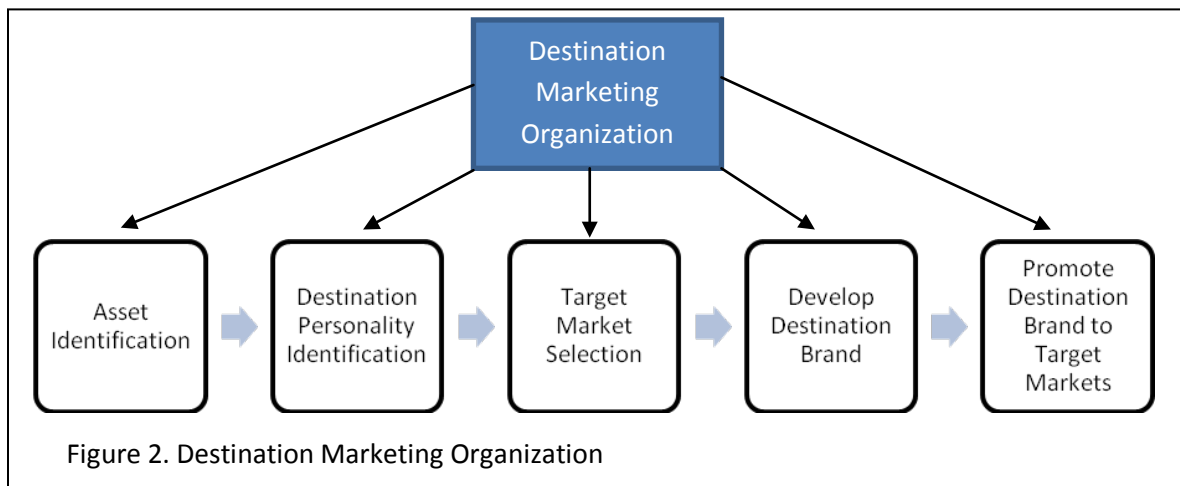 Destination
Marketing
Organization
Asset
Identification
Destination
Personality
Identification
Target
Market
Selection
Develop
Destination
Brand
Promote
Destination
Brand to
Target
Markets
Figure 2. Destination Marketing Organization